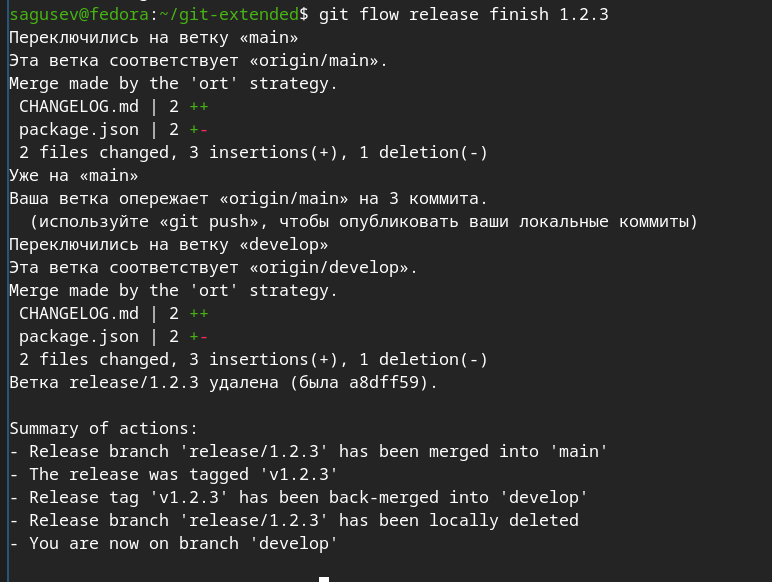 sagusev@fedora:~/git-extended$ git flow release finish 1.2.3
Переключились на ветку «main»
Эта ветка соответствует «origin/main».
Merge made by the 'ort' strategy.
 CHANGELOG.md | 2 ++
 package.json | 2 +-
 2 files changed, 3 insertions(+), 1 deletion(-)
Уже на «main»
Ваша ветка опережает «origin/main» на 3 коммита.
  (используйте «git push», чтобы опубликовать ваши локальные коммиты)
Переключились на ветку «develop»
Эта ветка соответствует «origin/develop».
Merge made by the 'ort' strategy.
 CHANGELOG.md | 2 ++
 package.json | 2 +-
 2 files changed, 3 insertions(+), 1 deletion(-)
Ветка release/1.2.3 удалена (была a8dff59).

Summary of actions:
- Release branch 'release/1.2.3' has been merged into 'main'
- The release was tagged 'v1.2.3'
- Release tag 'v1.2.3' has been back-merged into 'develop'
- Release branch 'release/1.2.3' has been locally deleted
- You are now on branch 'develop'